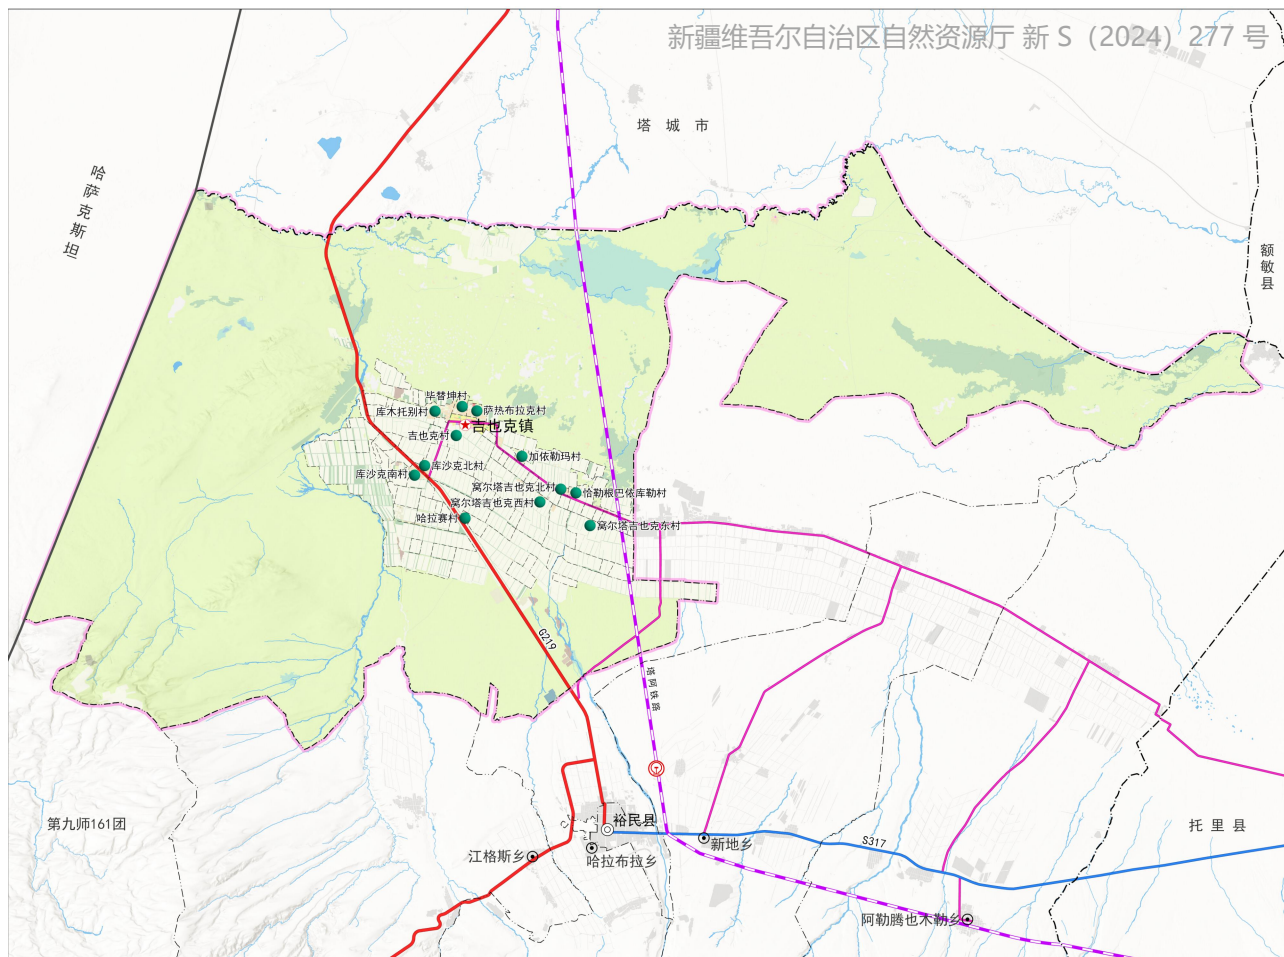 新疆维吾尔自治区自然资源厅 新 S（2024）277 号
塔城市
哈萨克斯坦
额敏县
毕替坤村
库木托别村
萨热布拉克村
吉也克镇
吉也克村
加依勒玛村
库沙克北村
库沙克南村
窝尔塔吉也克北村
恰勒根巴依库勒村
窝尔塔吉也克西村
哈拉赛村
窝尔塔吉也克东村
G219
塔阿铁路
第九师161团
裕民县
托里县
江格斯乡
哈拉布拉乡
新地乡
S317
阿勒腾也木勒乡